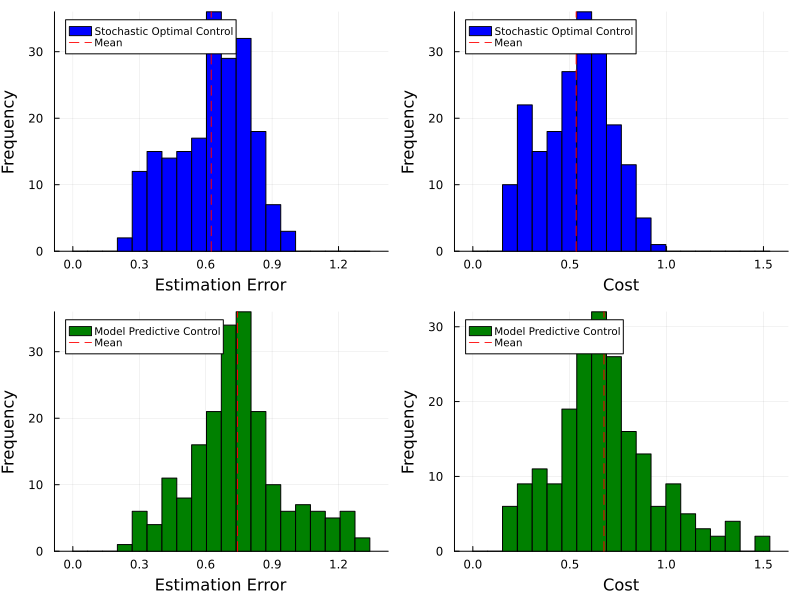 Stochastic Optimal Control
Mean
Frequency
30
20
10
0
0.0 0.3 0.6 0.9 1.2
Estimation Error
Stochastic Optimal Control
Mean
Frequency
30
20
10
0
0.0 0.5 1.0 1.5
Cost
Model Predictive Control
Mean
Frequency
30
20
10
0
0.0 0.3 0.6 0.9 1.2
Estimation Error
Model Predictive Control
Mean
Frequency
30
20
10
0
0.0 0.5 1.0 1.5
Cost